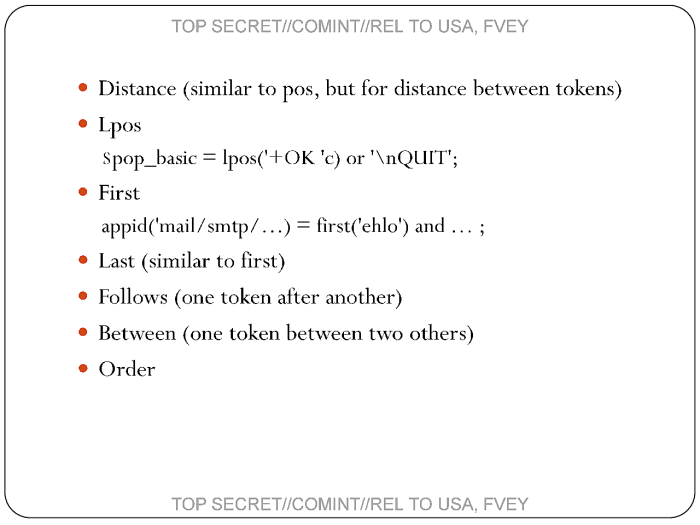 TOP SECRET//COMINT//REL TO USA, FVEY
• Distance (similar to pos, but for distance between tokens)
• Lpos
$pop_basic = lpos('+OK 'c) or '\nQUIT';
• First
appid('mail/smtp/…) = first('ehlo') and … ;
• Last (similar to first)
• Follows (one token after another)
• Between (one token between two others)
• Order
TOP SECRET//COMINT//REL TO USA, FVEY